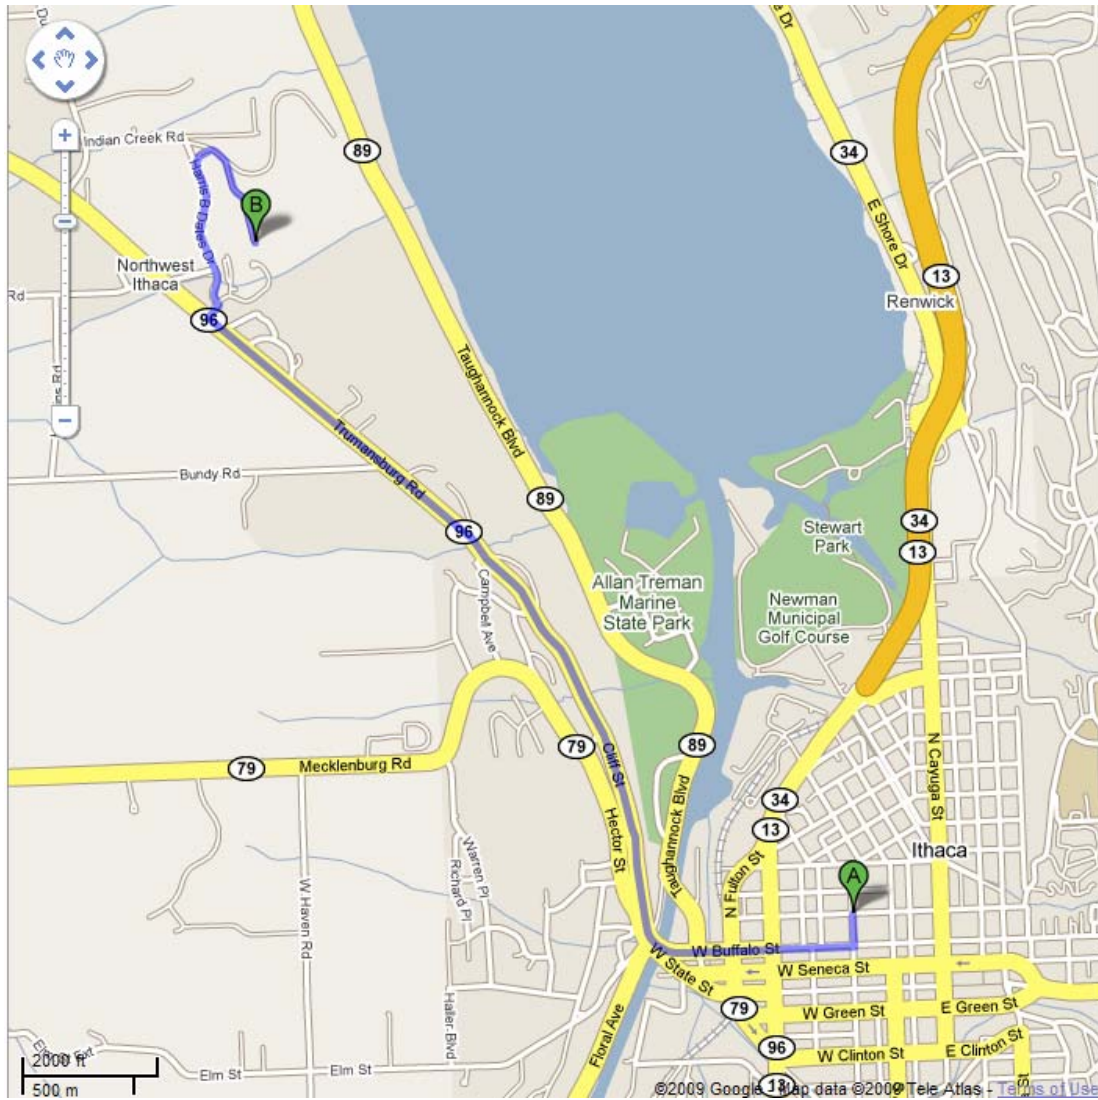 e Dr
Indian Creek Rd
89
34
Harris B Dates Dr
B
E Shore Dr
Northwest
Ithaca
13
Renwick
Rd
96
Taughannock Blvd
Trumansburg Rd
Bundy Rd
89
34
13
Stewart
Park
96
Campbell Ave
Allan Treman
Marine
State Park
Newman
Municipal
Golf Course
79
Mecklenburg Rd
79
Cliff St
89
N Cayuga St
Hector St
Taughannock Blvd
34
13
Warren Pl
Richard Pl
N Fulton St
Ithaca
A
W Haven Rd
W Buffalo St
W State St
W Seneca St
79
W Green St
E Green St
Haller Blvd
Floral Ave
96
W Clinton St
E Clinton St
2000 ft
Elm St
Elm St
500 m
13
©2009 Google - Map data ©2009 Tele Atlas - Terms of Use